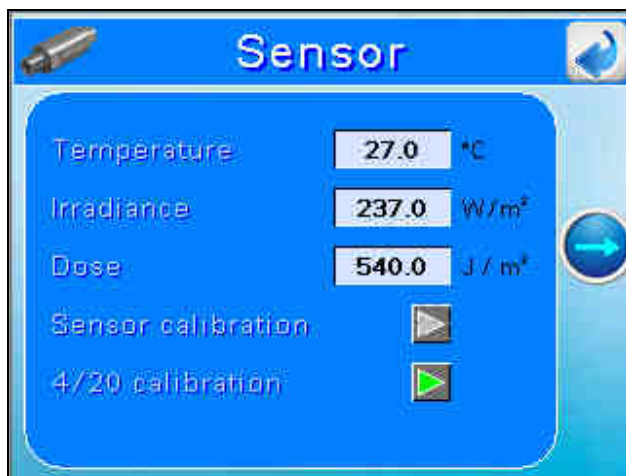 Sensor
Temperature 27.0 °C
Irradiance 237.0 W/m²
Dose 540.0 J / m²
Sensor calibration
4/20 calibration